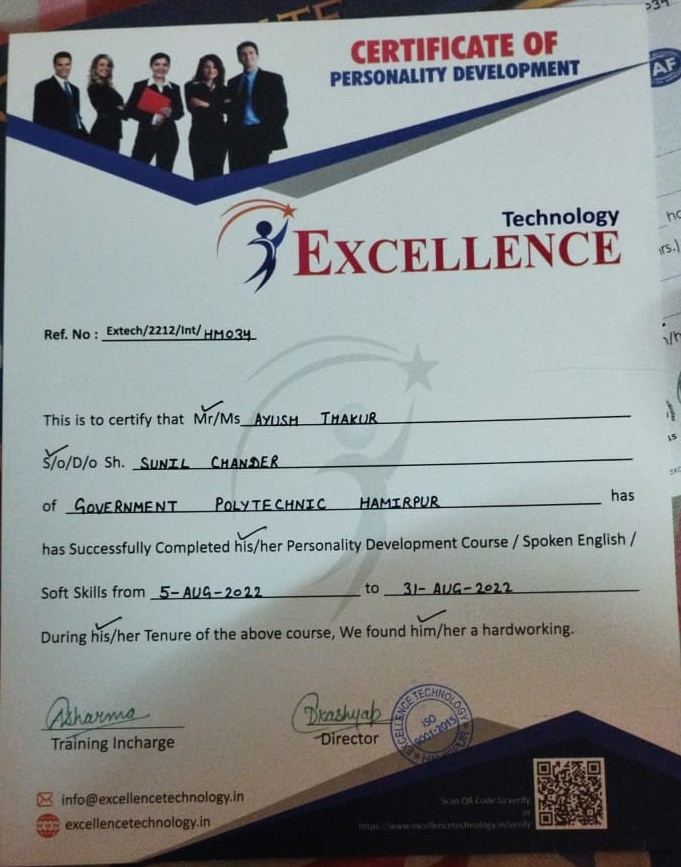 CERTIFICATE OF
PERSONALITY DEVELOPMENT
Technology
EXCELLENCE
Ref. No : Extech/2212/Int/ HM034
This is to certify that Mr/Ms AYUSH THAKUR
S/o/D/o Sh. SUNIL CHANDER
of GOVERNMENT POLYTECHNIC HAMIRPUR has
has Successfully Completed his/her Personality Development Course / Spoken English /
Soft Skills from 5-AUG-2022 to 31-AUG-2022
During his/her Tenure of the above course, We found him/her a hardworking.
Asharma
Training Incharge
Dkashyap
Director
EXCELLENCE TECHNOLOGY
ISO
9001:2015
HAMIRPUR
info@excellencetechnology.in
excellencetechnology.in
Scan QR Code to verify
or
https://www.excellencetechnology.in/verify
AF